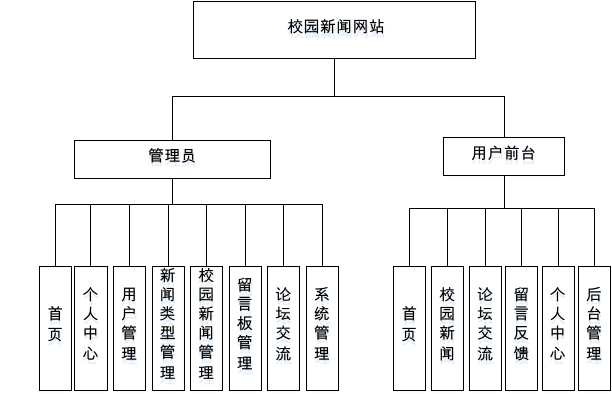 校园新闻网站
管理员
用户前台
首页
个人中心
用户管理
新闻类型管理
校园新闻管理
留言板管理
论坛交流
系统管理
首页
校园新闻
论坛交流
留言反馈
个人中心
后台管理